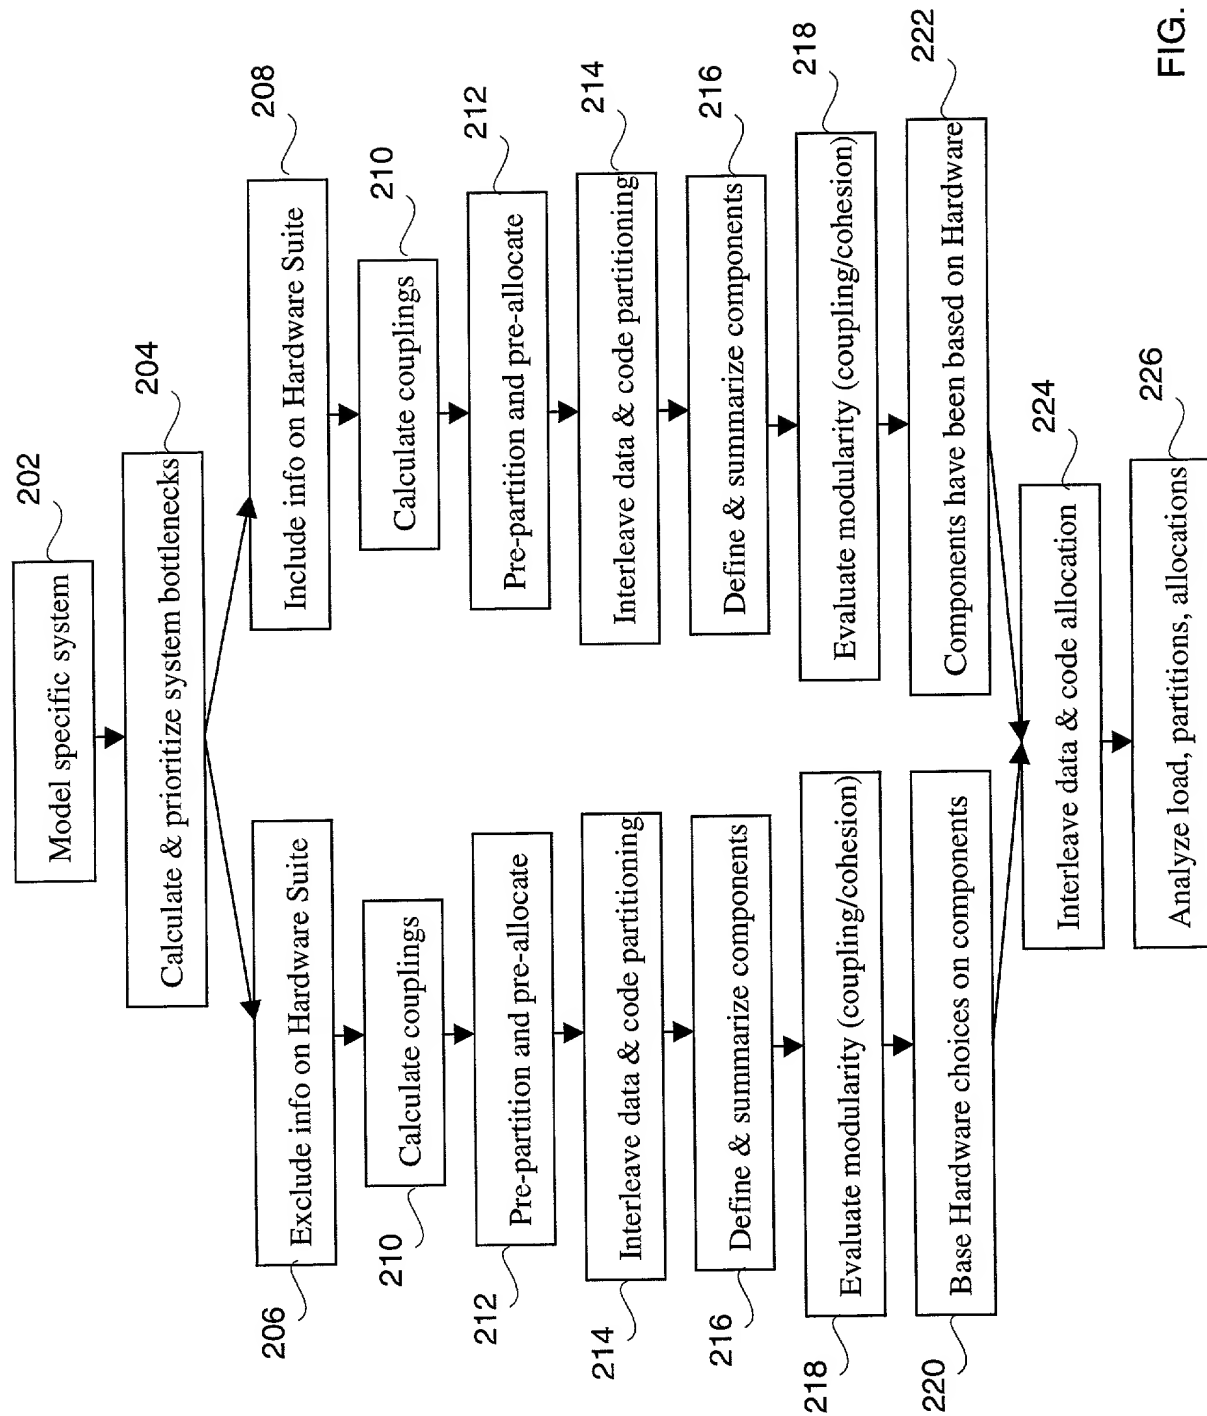 202
Model specific system
204
Calculate & prioritize system bottlenecks
206
Exclude info on Hardware Suite
208
Include info on Hardware Suite
210
Calculate couplings
210
Calculate couplings
212
Pre-partition and pre-allocate
212
Pre-partition and pre-allocate
214
Interleave data & code partitioning
214
Interleave data & code partitioning
216
Define & summarize components
216
Define & summarize components
218
Evaluate modularity (coupling/cohesion)
218
Evaluate modularity (coupling/cohesion)
220
Base Hardware choices on components
222
Components have been based on Hardware
224
Interleave data & code allocation
226
Analyze load, partitions, allocations
FIG.